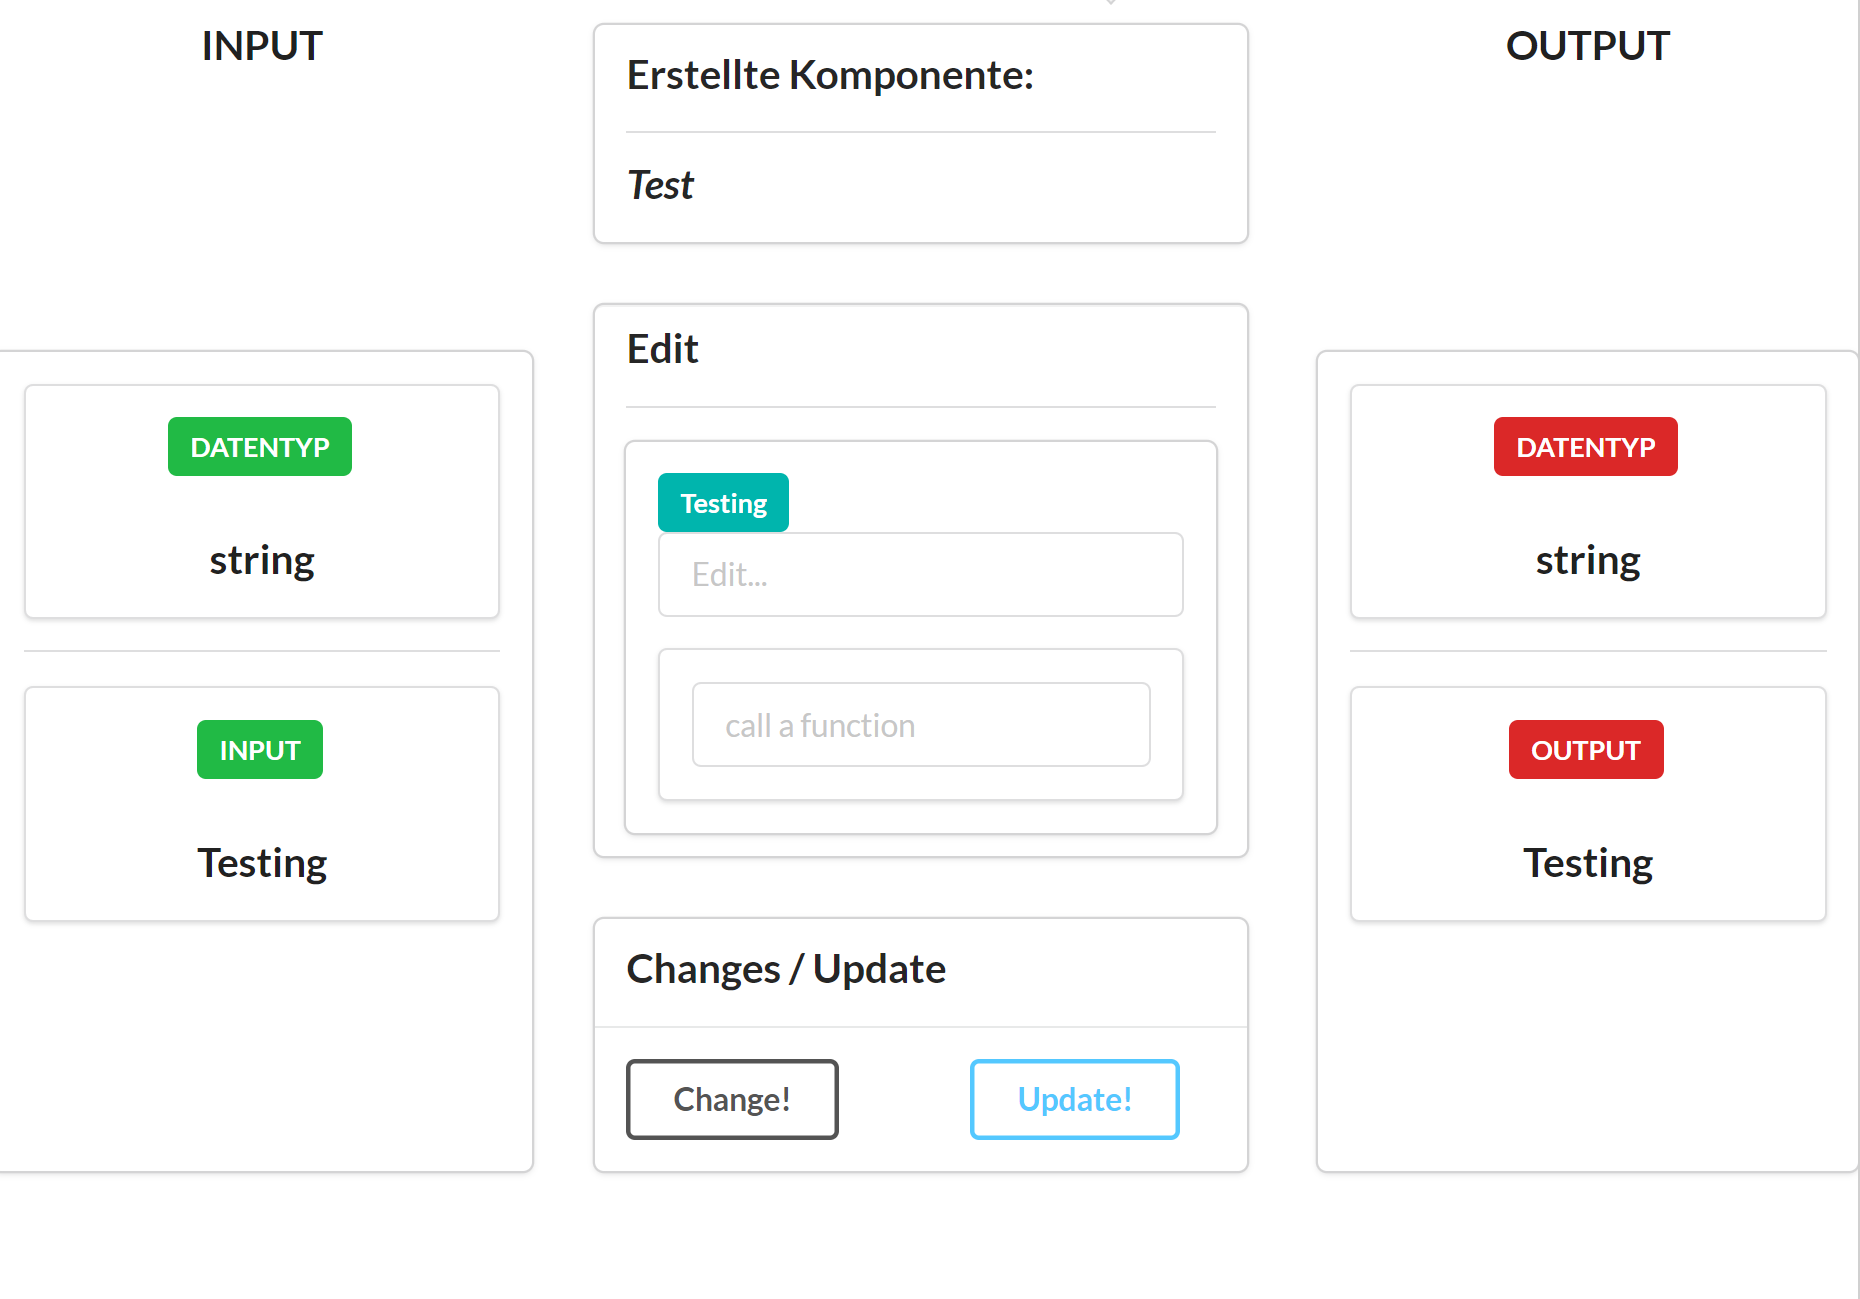 INPUT
DATENTYP
string
INPUT
Testing
Erstellte Komponente:
Test
Edit
Testing
Edit...
call a function
Changes / Update
Change!
Update!
OUTPUT
DATENTYP
string
OUTPUT
Testing